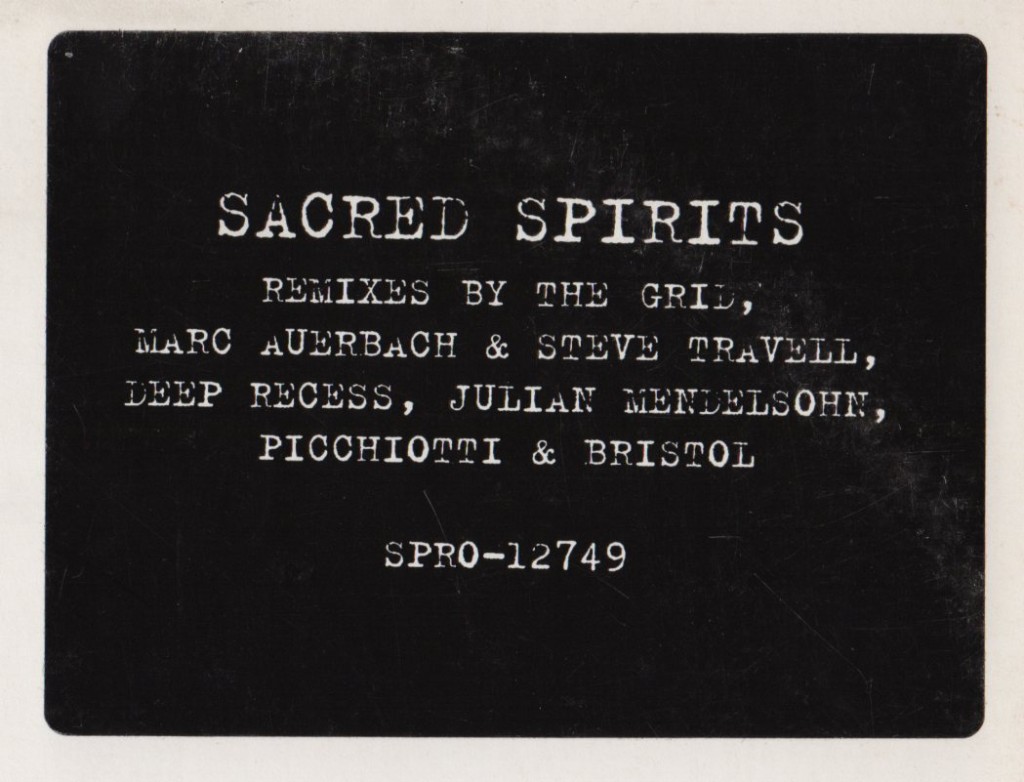 SACRED SPIRITS
REMIXES BY THE GRID,
MARC AUERBACH & STEVE TRAVELL,
DEEP RECESS, JULIAN MENDELSOHN,
PICCHIOTTI & BRISTOL
SPRO-12749